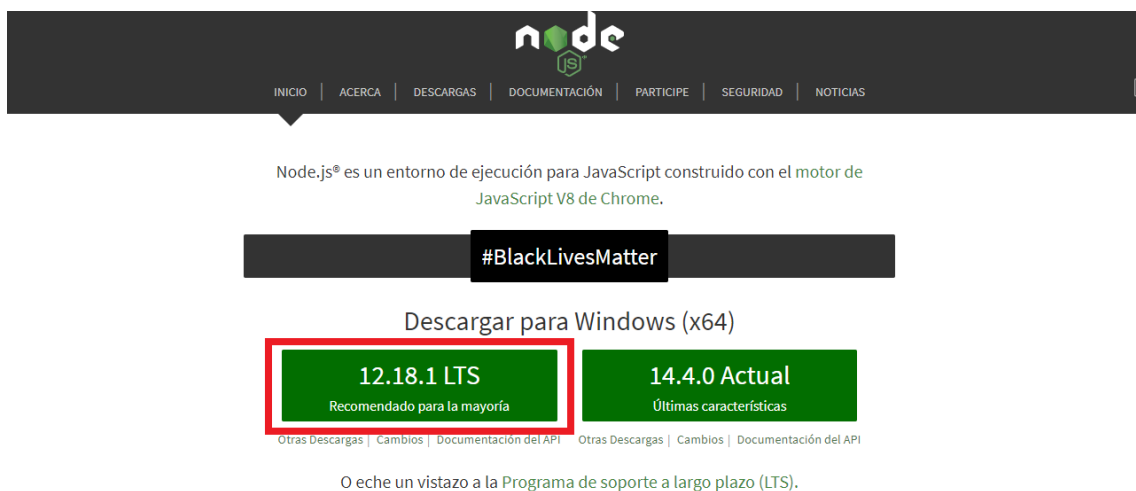 node
JS
INICIO | ACERCA | DESCARGAS | DOCUMENTACIÓN | PARTICIPE | SEGURIDAD | NOTICIAS
Node.js® es un entorno de ejecución para JavaScript construido con el motor de
JavaScript V8 de Chrome.
#BlackLivesMatter
Descargar para Windows (x64)
12.18.1 LTS
Recomendado para la mayoría
14.4.0 Actual
Últimas características
Otras Descargas | Cambios | Documentación del API
Otras Descargas | Cambios | Documentación del API
O eche un vistazo a la Programa de soporte a largo plazo (LTS).